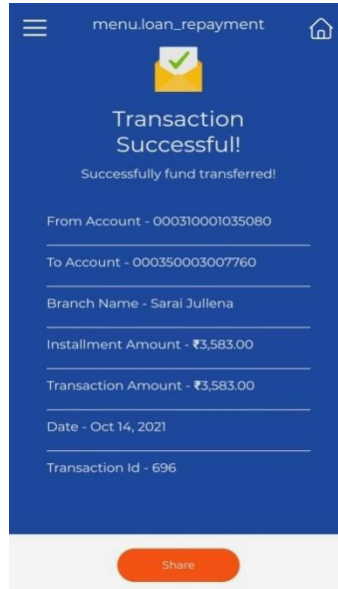 menu.loan_repayment
Transaction
Successful!
Successfully fund transferred!
From Account - 000310001035080
To Account - 000350003007760
Branch Name - Sarai Jullena
Installment Amount - ₹3,583.00
Transaction Amount - ₹3,583.00
Date - Oct 14, 2021
Transaction Id - 696
Share